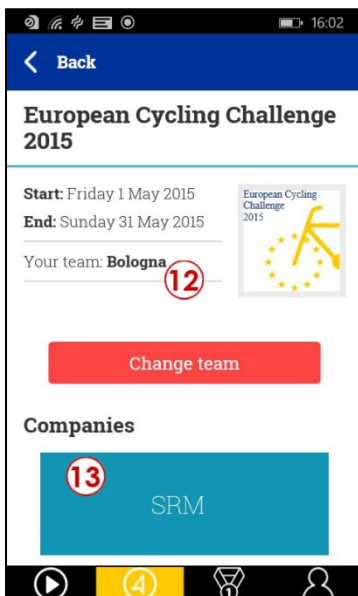 16:02
Back
European Cycling Challenge
2015
Start: Friday 1 May 2015
End: Sunday 31 May 2015
Your team: Bologna
12
European Cycling
Challenge
2015
Change team
Companies
13
SRM
1